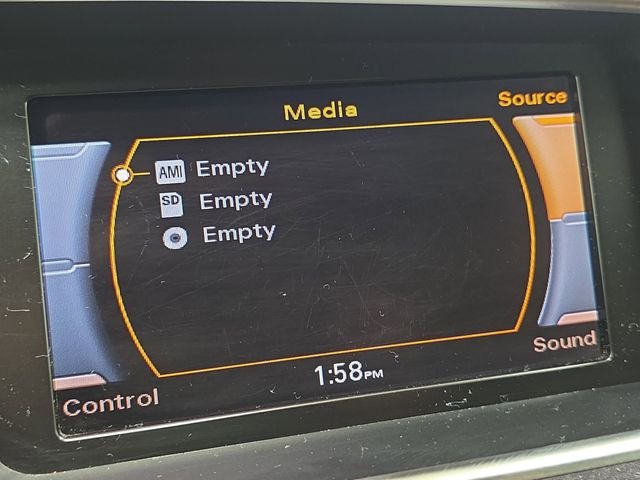 Media
Source
AMI Empty
SD Empty
Empty
1:58PM
Control
Sound